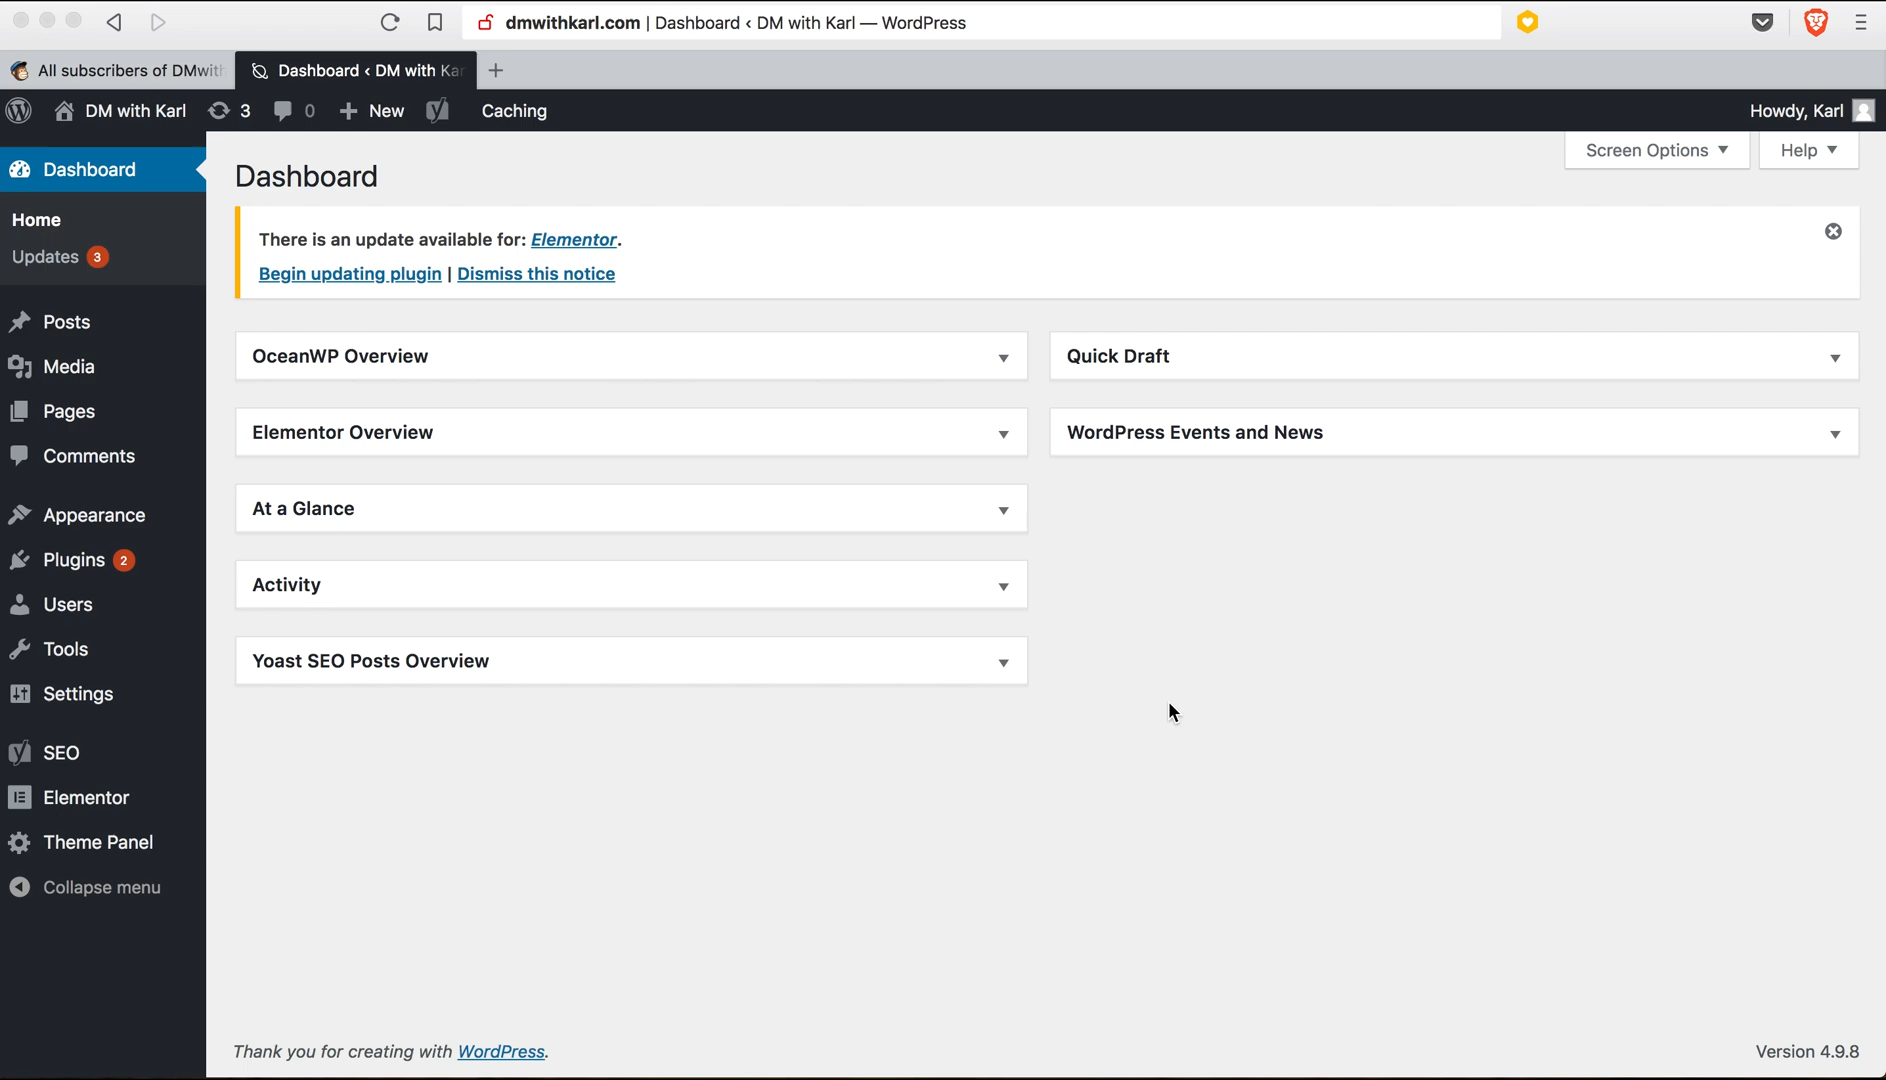 dmwithkarl.com | Dashboard ‹ DM with Karl — WordPress
All subscribers of DMwith
Dashboard ‹ DM with Kar
DM with Karl 3 0 New Caching Howdy, Karl
Screen Options Help
Dashboard
Dashboard
Home
Updates 3
Posts
Media
Pages
Comments
Appearance
Plugins 2
Users
Tools
Settings
SEO
Elementor
Theme Panel
Collapse menu
There is an update available for: Elementor.
Begin updating plugin | Dismiss this notice
OceanWP Overview
Elementor Overview
At a Glance
Activity
Yoast SEO Posts Overview
Quick Draft
WordPress Events and News
Thank you for creating with WordPress.
Version 4.9.8